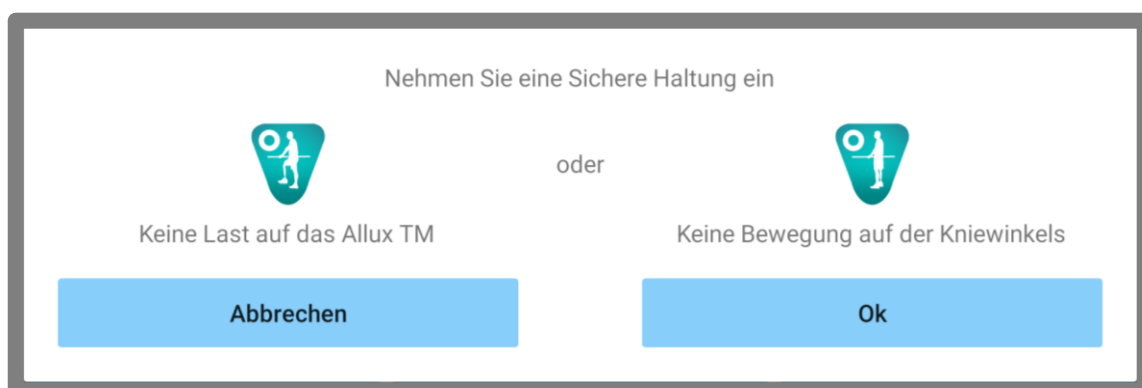 Nehmen Sie eine Sichere Haltung ein
oder
Keine Last auf das Allux TM
Keine Bewegung auf der Kniewinkels
Abbrechen
Ok